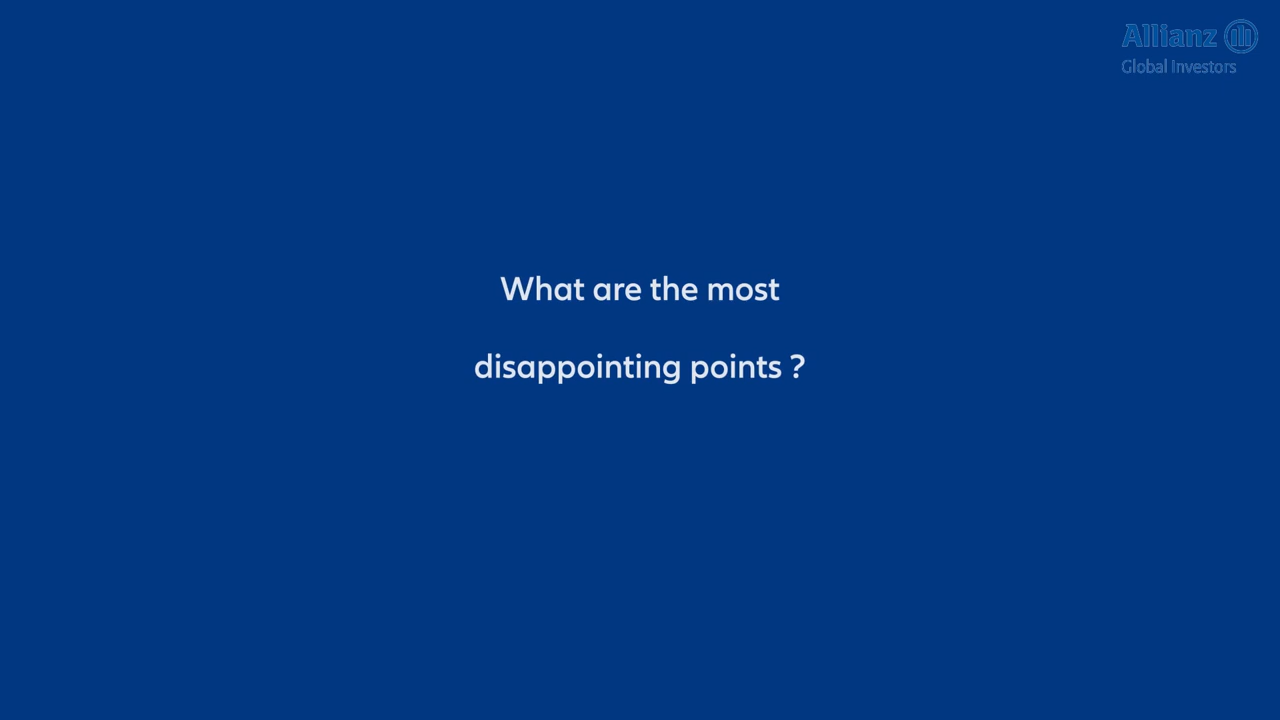 Allianz
Global Investors
What are the most
disappointing points ?